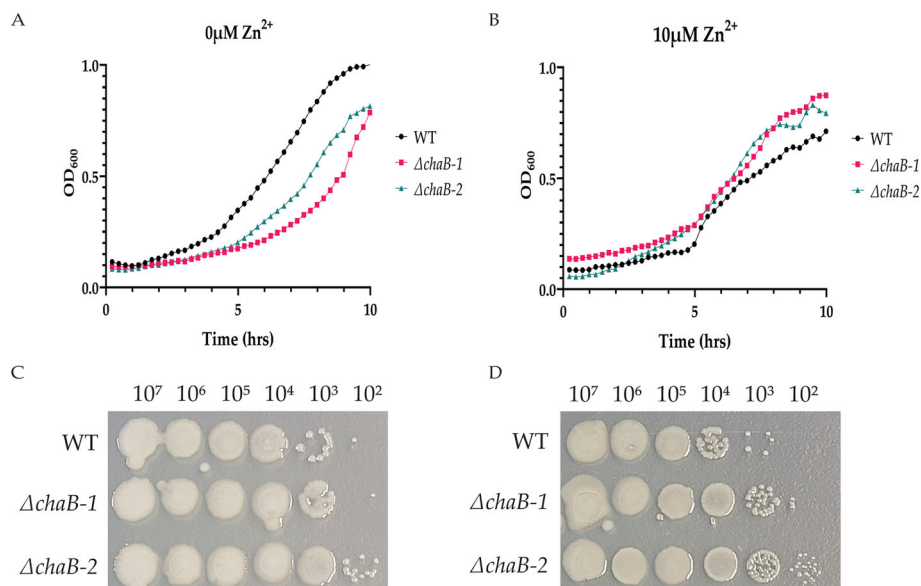 A
0μM Zn²⁺
OD₆₀₀
1.0
0.5
0.0
0
5
10
Time (hrs)
WT
ΔchaB-1
ΔchaB-2
B
10μM Zn²⁺
OD₆₀₀
1.0
0.5
0.0
0
5
10
Time (hrs)
WT
ΔchaB-1
ΔchaB-2
C
10⁷ 10⁶ 10⁵ 10⁴ 10³ 10²
WT
ΔchaB-1
ΔchaB-2
D
10⁷ 10⁶ 10⁵ 10⁴ 10³ 10²
WT
ΔchaB-1
ΔchaB-2